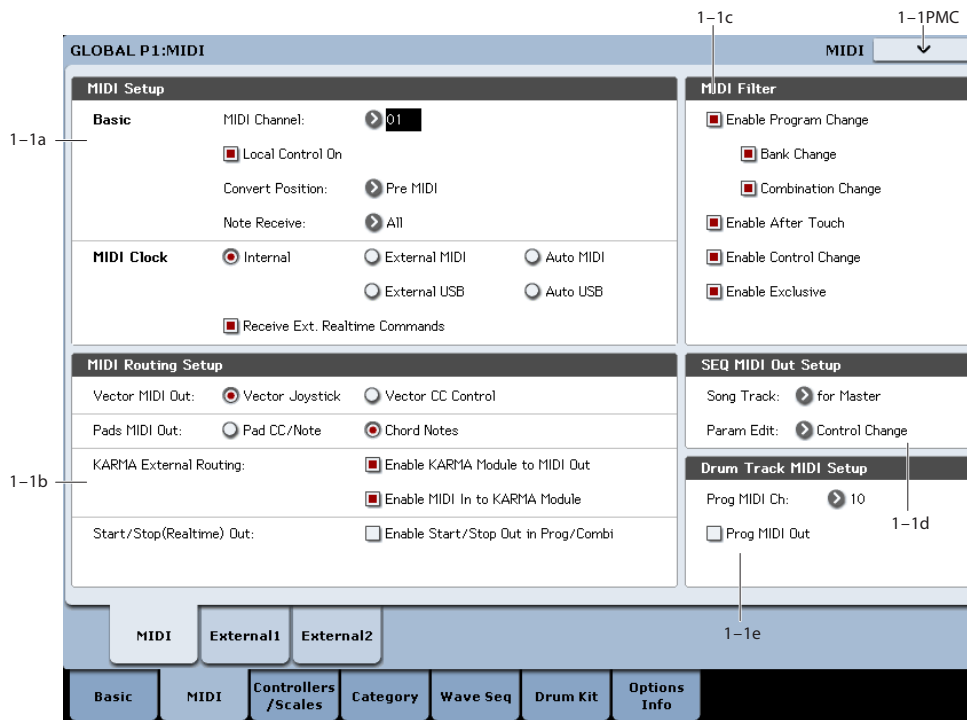 1–1c
1–1PMC
GLOBAL P1:MIDI
MIDI
MIDI Setup
1–1a
Basic
MIDI Channel:
01
Local Control On
Convert Position:
Pre MIDI
Note Receive:
All
MIDI Clock
Internal
External MIDI
Auto MIDI
External USB
Auto USB
Receive Ext. Realtime Commands
MIDI Filter
Enable Program Change
Bank Change
Combination Change
Enable After Touch
Enable Control Change
Enable Exclusive
MIDI Routing Setup
Vector MIDI Out:
Vector Joystick
Vector CC Control
Pads MIDI Out:
Pad CC/Note
Chord Notes
1–1b
KARMA External Routing:
Enable KARMA Module to MIDI Out
Enable MIDI In to KARMA Module
Start/Stop(Realtime) Out:
Enable Start/Stop Out in Prog/Combi
SEQ MIDI Out Setup
Song Track:
for Master
Param Edit:
Control Change
Drum Track MIDI Setup
Prog MIDI Ch:
10
1–1d
Prog MIDI Out
1–1e
MIDI
External1
External2
Basic
MIDI
Controllers
/Scales
Category
Wave Seq
Drum Kit
Options
Info